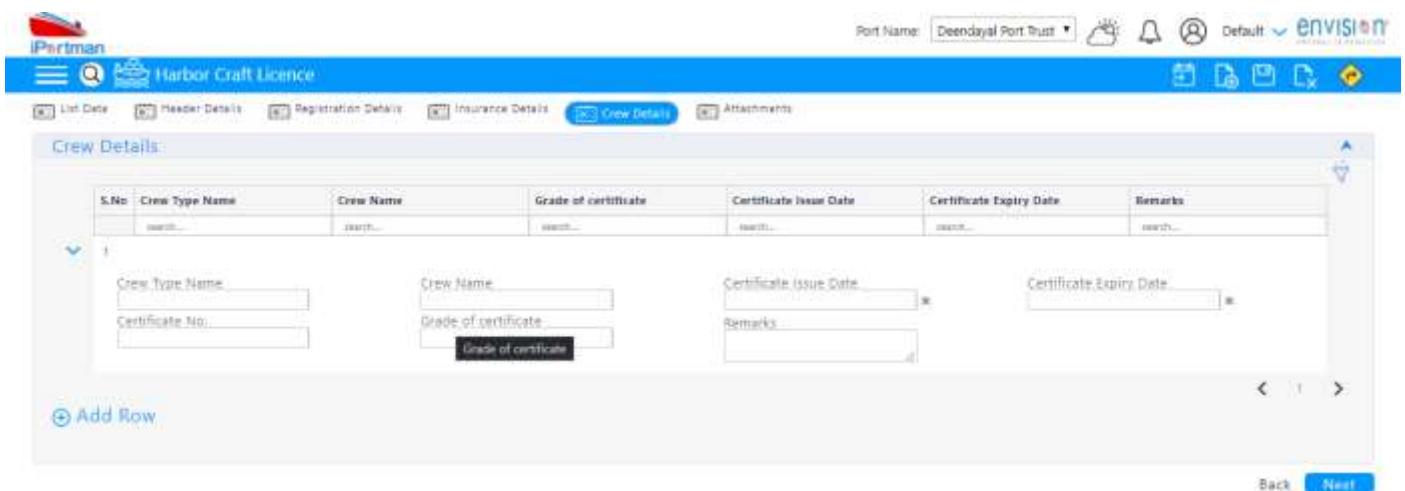 iPortman
Port Name: Deendayal Port Trust
Default
envision
Harbor Craft Licence
List Data Header Details Registration Details Insurance Details Crew Details Attachments
Crew Details
S.No Crew Type Name Crew Name Grade of certificate Certificate Issue Date Certificate Expiry Date Remarks
search... search... search... search... search... search...
1
Crew Type Name Crew Name Certificate Issue Date Certificate Expiry Date
Certificate No. Grade of certificate Remarks
Grade of certificate
1
Add Row
Back Next